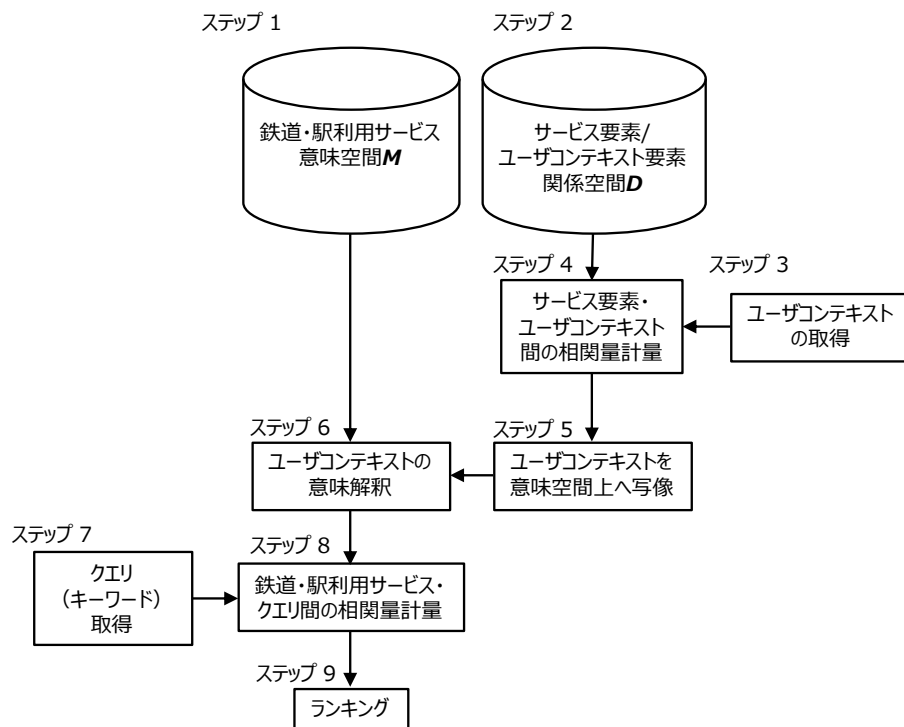 ステップ 1
ステップ 2
鉄道・駅利用サービス
意味空間M
サービス要素/
ユーザコンテキスト要素
関係空間D
ステップ 4
ステップ 3
サービス要素・
ユーザコンテキスト
間の相関量計量
ユーザコンテキスト
の取得
ステップ 6
ステップ 5
ユーザコンテキストの
意味解釈
ユーザコンテキストを
意味空間上へ写像
ステップ 7
ステップ 8
クエリ
（キーワード）
取得
鉄道・駅利用サービス・
クエリ間の相関量計量
ステップ 9
ランキング